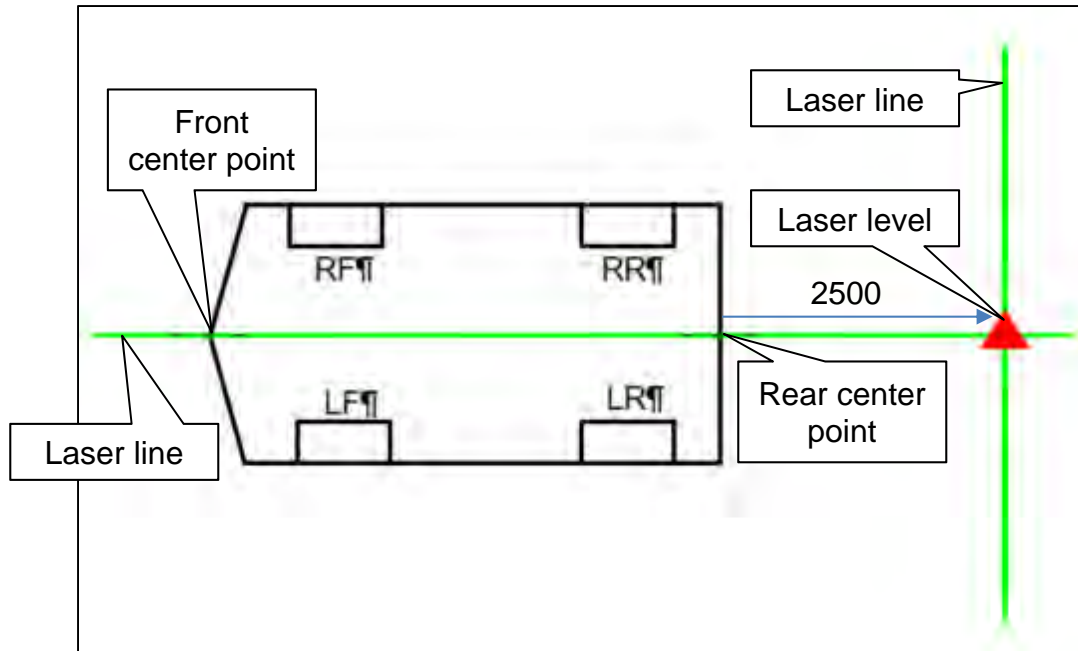 Laser line
Front
center point
Laser level
RF¶
RR¶
2500
LF¶
LR¶
Rear center
point
Laser line